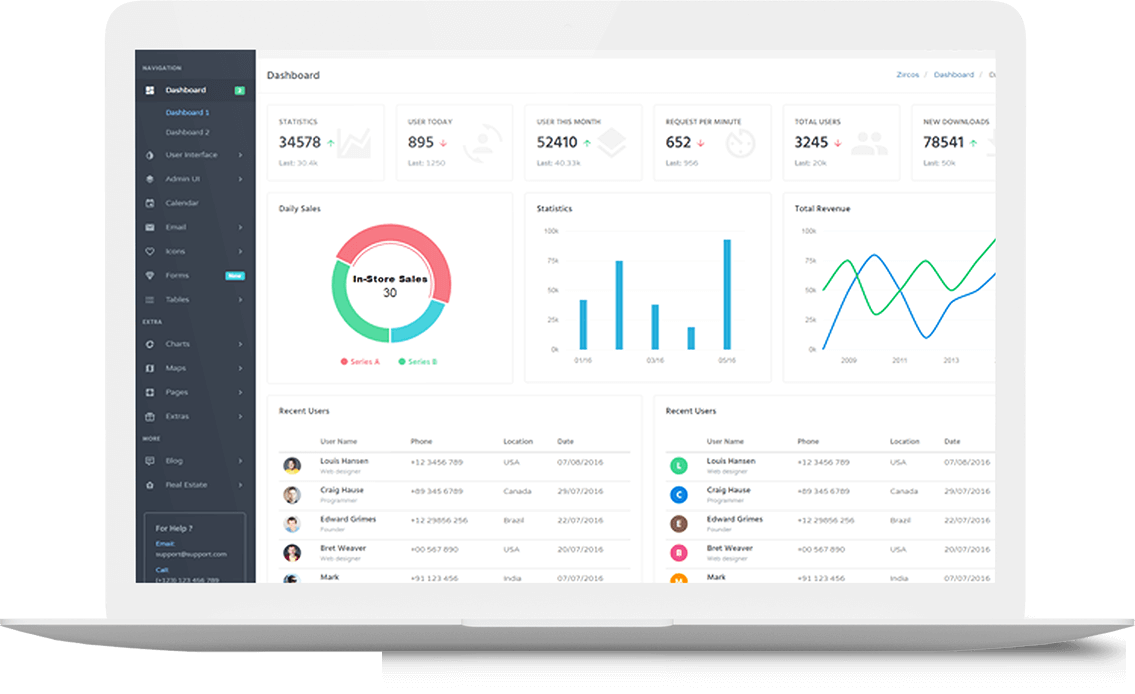 NAVIGATION
Dashboard 2
Dashboard 1
Dashboard 2
User Interface
Admin UI
Calendar
Email
Icons
Forms New
Tables
EXTRA
Charts
Maps
Pages
Extras
MORE
Blog
Real Estate
For Help ?
Email:
support@support.com
Call:
(+123) 123 456 789
Dashboard
Zircos / Dashboard /
STATISTICS
34578
Last: 30.4k
USER TODAY
895
Last: 1250
USER THIS MONTH
52410
Last: 40.33k
REQUEST PER MINUTE
652
Last: 956
TOTAL USERS
3245
Last: 20k
NEW DOWNLOADS
78541
Last: 50k
Daily Sales
In-Store Sales
30
Series A Series B
Statistics
100k
75k
50k
25k
0k
01/16 03/16 05/16
Total Revenue
100k
75k
50k
25k
0k
2009 2011 2013
Recent Users
User Name Phone Location Date
Louis Hansen +12 3456 789 USA 07/08/2016
Web designer
Craig Hause +89 345 6789 Canada 29/07/2016
Programmer
Edward Grimes +12 29856 256 Brazil 22/07/2016
Founder
Bret Weaver +00 567 890 USA 20/07/2016
Web designer
Mark +91 123 456 India 07/07/2016
Recent Users
User Name Phone Location Date
L Louis Hansen +12 3456 789 USA 07/08/2016
Web designer
C Craig Hause +89 345 6789 Canada 29/07/2016
Programmer
E Edward Grimes +12 29856 256 Brazil 22/07/2016
Founder
B Bret Weaver +00 567 890 USA 20/07/2016
Web designer
M Mark +91 123 456 India 07/07/2016